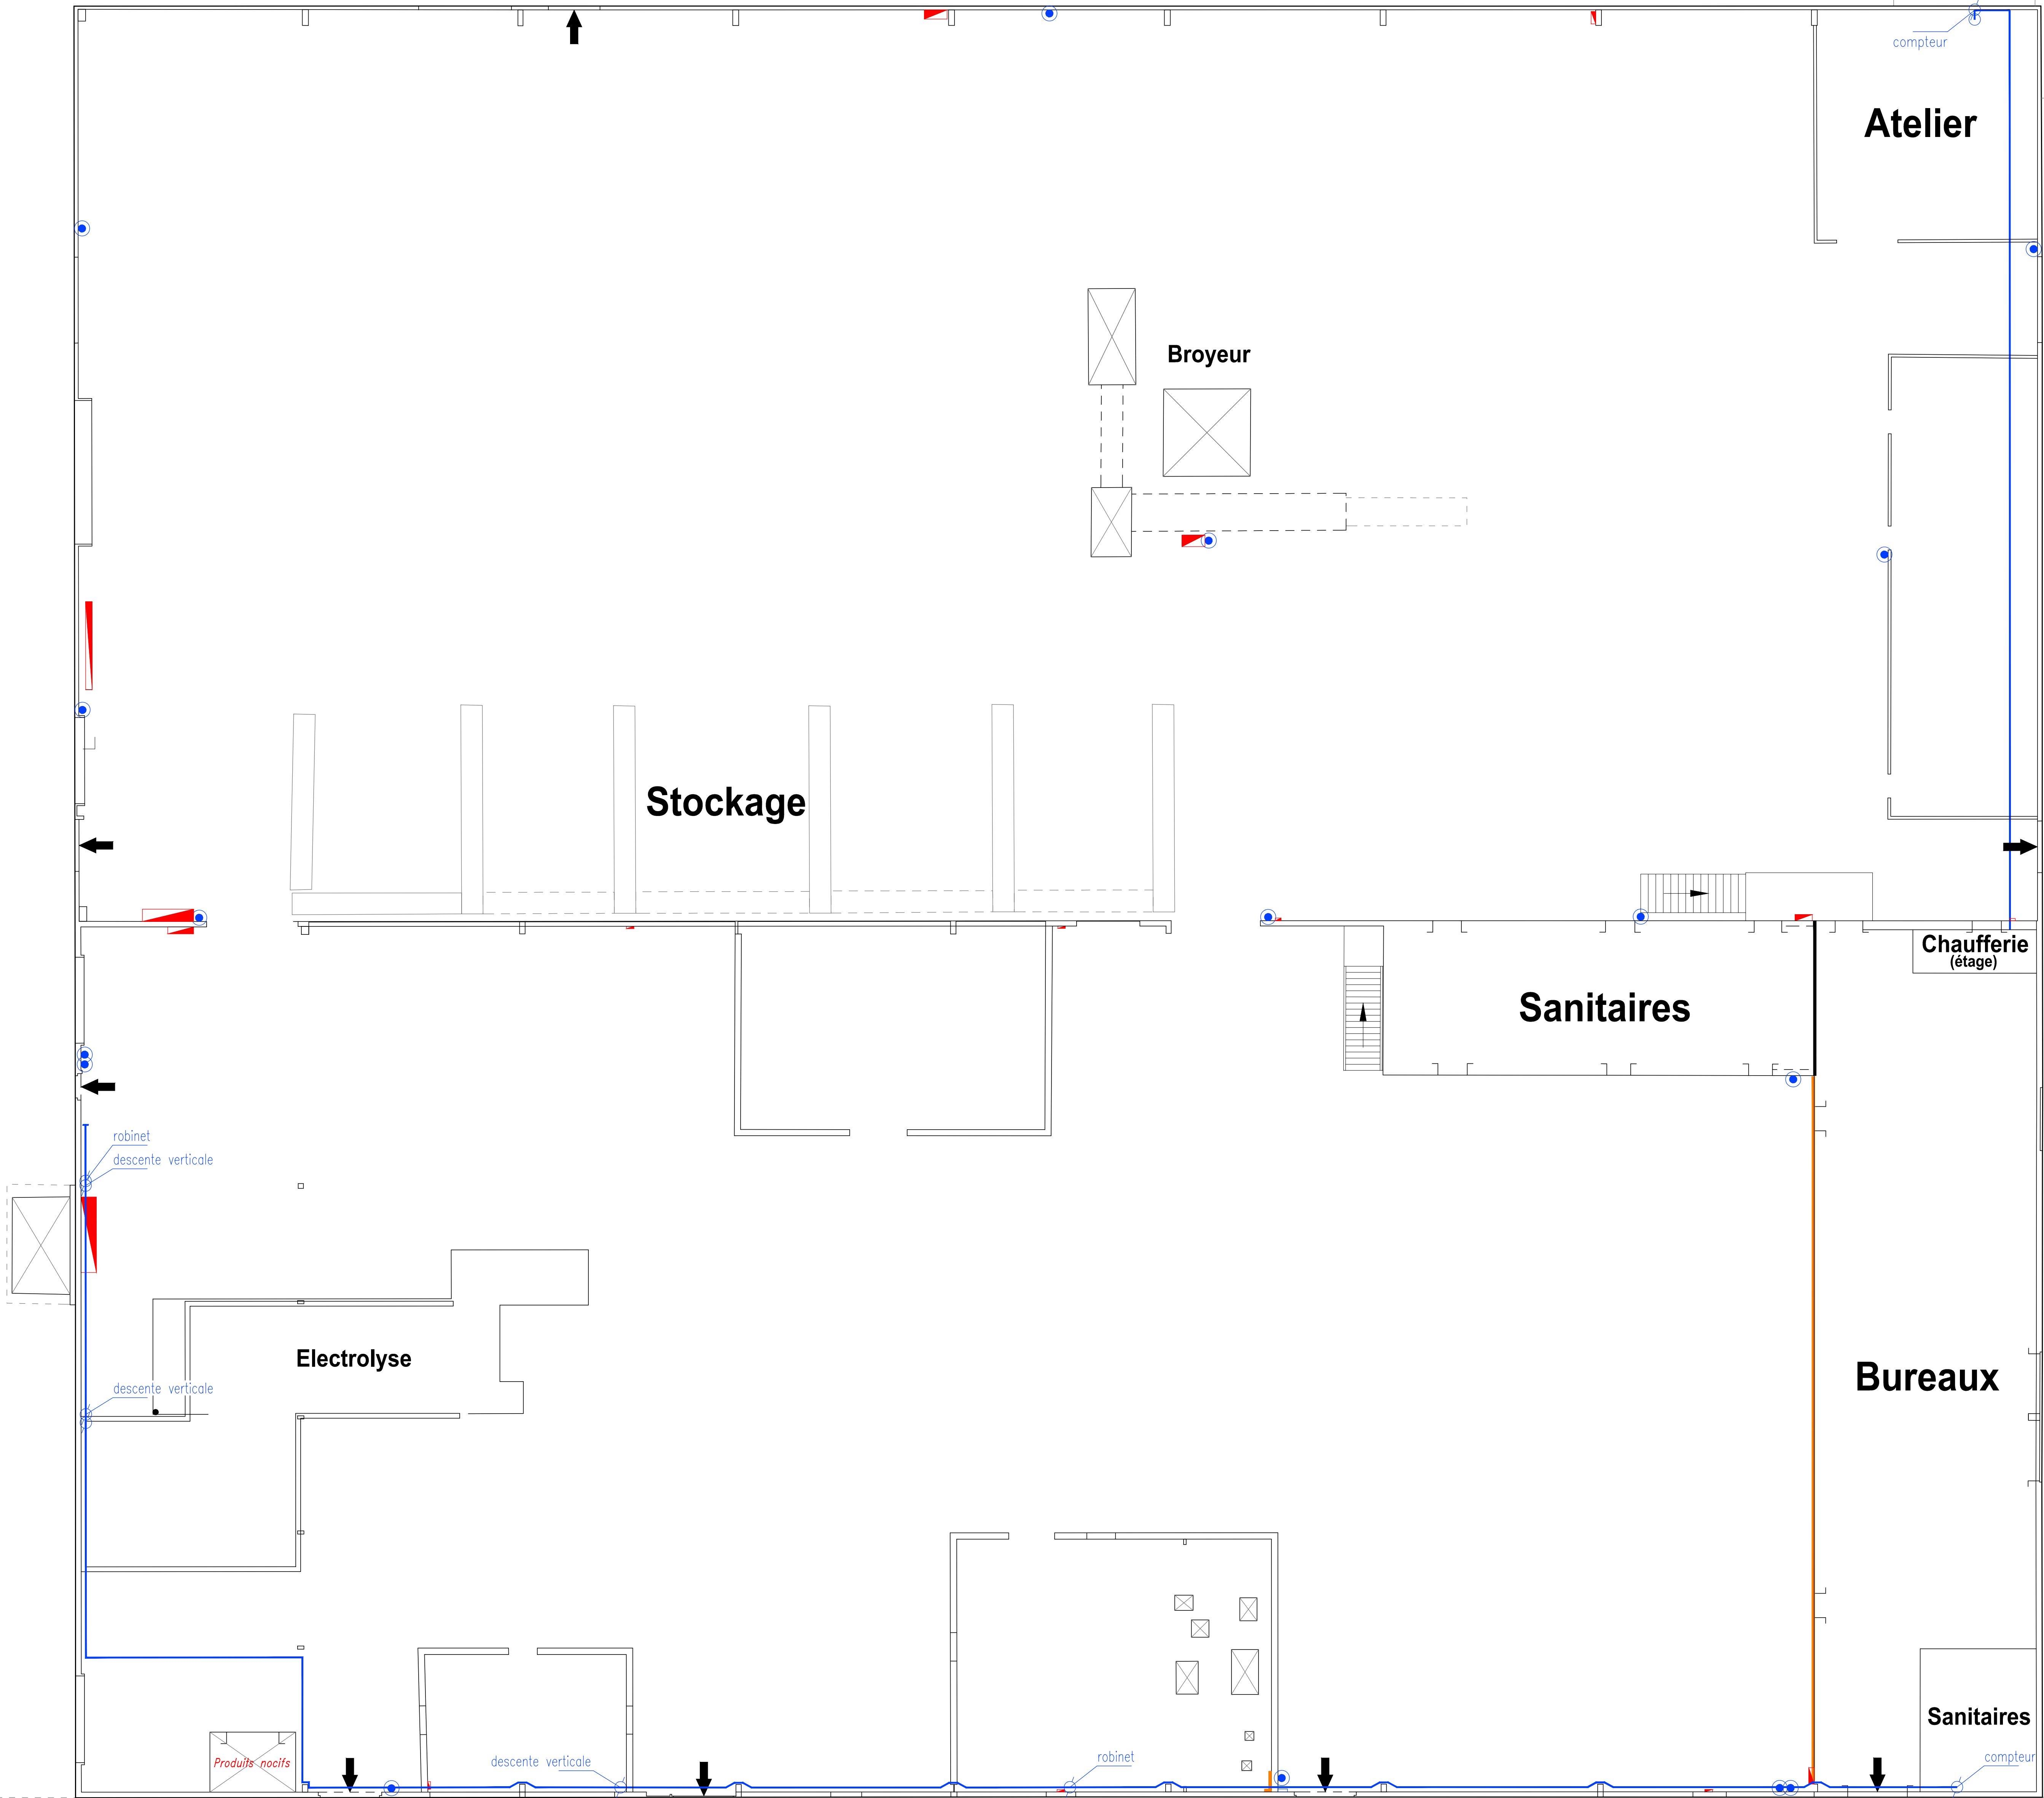 compteur
Atelier
Broyeur
Stockage
Chaufferie
(étage)
Sanitaires
robinet
descente verticale
Electrolyse
Bureaux
descente verticale
Sanitaires
Produits nocifs
descente verticale
robinet
compteur